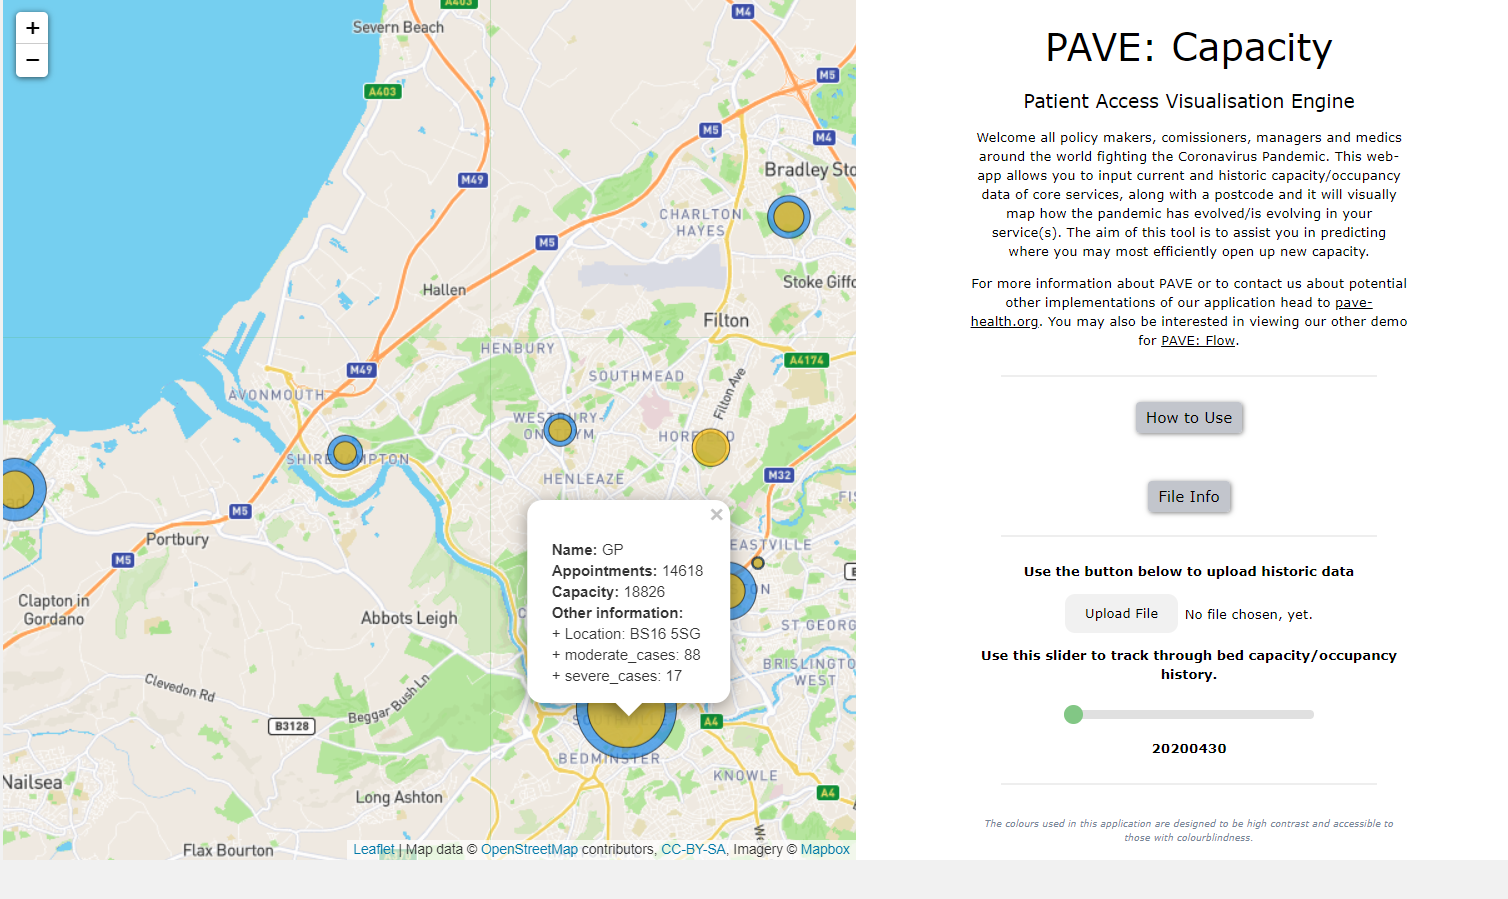 +
−
A403
Severn Beach
M4
M5
A403
M5
M4
Bradley Sto
M49
CHARLTON
HAYES
M5
Stoke Giffo
Hallen
Filton
HENBURY
A4174
M49
SOUTHMEAD
AVONMOUTH
Filton Ave
WESTBURY-
ON-TRYM
HORFIELD
SHIREHAMPTON
M32
HENLEAZE
M5
Portbury
EASTVILLE
M5
Clapton in
Gordano
Abbots Leigh
ST GEORG
BRISLINGTO
WEST
Clevedon Rd
Beggar Bush Ln
B3128
A4
BEDMINSTER
KNOWLE
Nailsea
Long Ashton
A4
Flax Bourton
×
Name: GP
Appointments: 14618
Capacity: 18826
Other information:
+ Location: BS16 5SG
+ moderate_cases: 88
+ severe_cases: 17
Leaflet | Map data © OpenStreetMap contributors, CC-BY-SA, Imagery © Mapbox
PAVE: Capacity
Patient Access Visualisation Engine
Welcome all policy makers, comissioners, managers and medics
around the world fighting the Coronavirus Pandemic. This web-
app allows you to input current and historic capacity/occupancy
data of core services, along with a postcode and it will visually
map how the pandemic has evolved/is evolving in your
service(s). The aim of this tool is to assist you in predicting
where you may most efficiently open up new capacity.
For more information about PAVE or to contact us about potential
other implementations of our application head to pave-
health.org. You may also be interested in viewing our other demo
for PAVE: Flow.
How to Use
File Info
Use the button below to upload historic data
Upload File No file chosen, yet.
Use this slider to track through bed capacity/occupancy
history.
20200430
The colours used in this application are designed to be high contrast and accessible to
those with colourblindness.